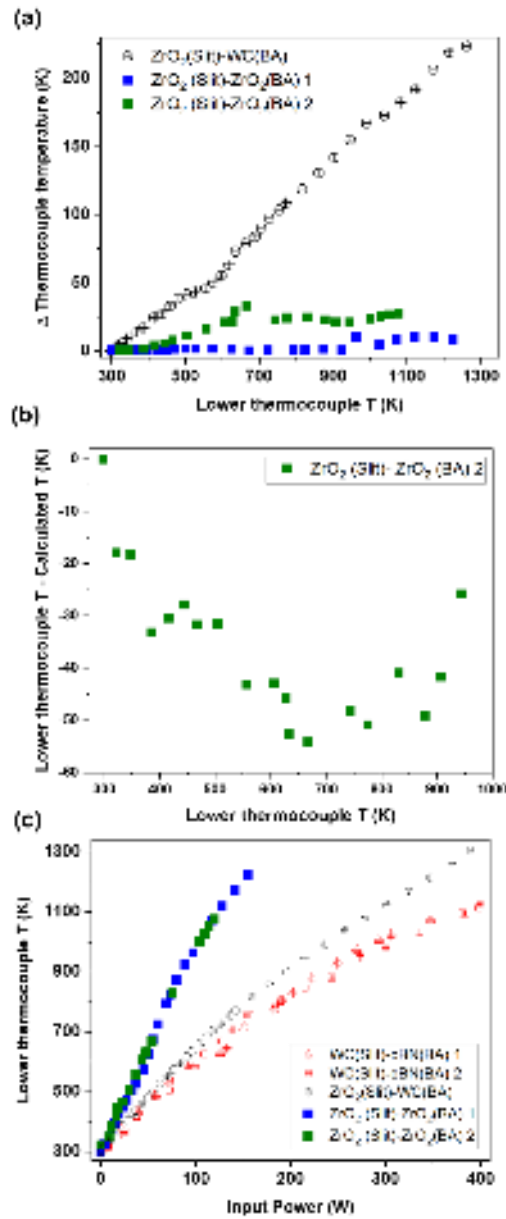 (a)
ZrO2(Slit)-WC(BA)
ZrO2 (Slit)-ZrO2(BA) 1
ZrO2 (Slit)-ZrO2(BA) 2
Δ Thermocouple temperature (K)
200
150
100
50
0
300 500 700 900 1100 1300
Lower thermocouple T (K)
(b)
ZrO2 (Slit)- ZrO2 (BA) 2
Lower thermocouple T - Calculated T (K)
0
-10
-20
-30
-40
-50
-60
300 400 500 600 700 800 900 1000
Lower thermocouple T (K)
(c)
Lower thermocouple T (K)
1300
1100
900
700
500
300
WC(Slit)-cBN(BA) 1
WC(Slit)-cBN(BA) 2
ZrO2(Slit)-WC(BA)
ZrO2 (Slit)-ZrO2(BA) 1
ZrO2 (Slit)-ZrO2(BA) 2
0 100 200 300 400
Input Power (W)